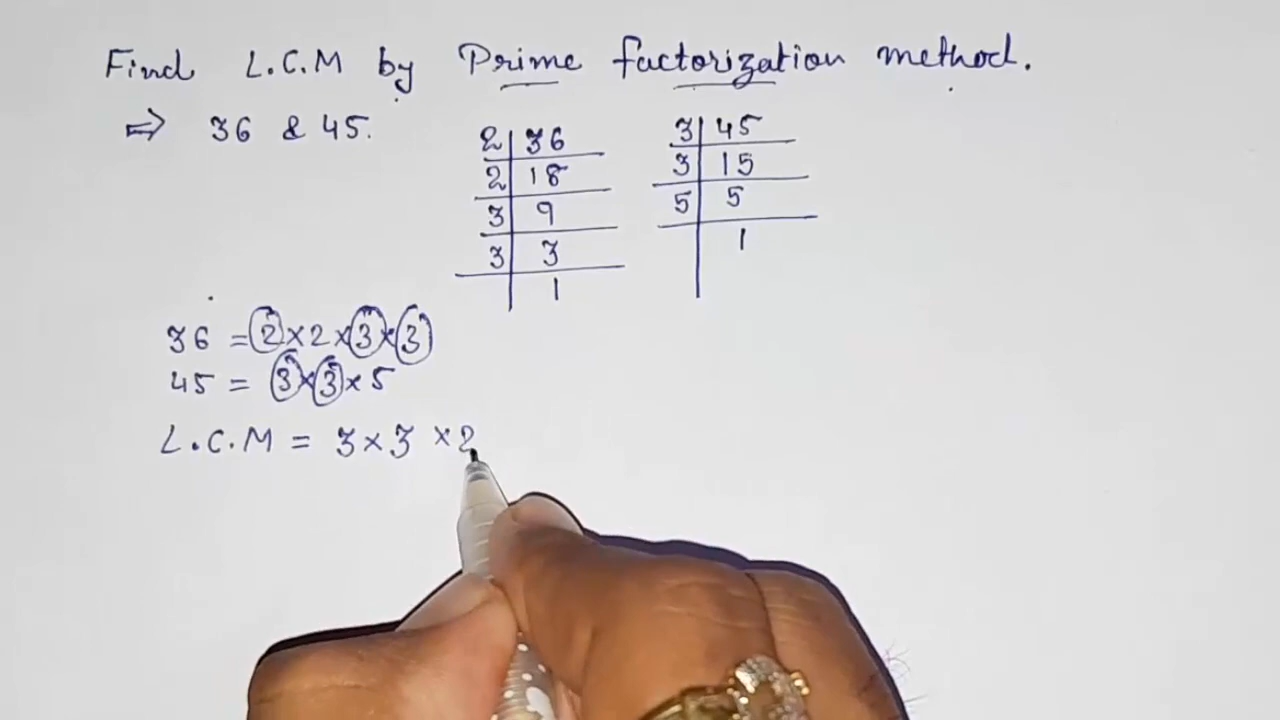 Find L.C.M by Prime factorization method.
⇒ 36 & 45.
2 | 36
2 | 18
3 | 9
3 | 3
1
3 | 45
3 | 15
5 | 5
1
36 = 2 × 2 × 3 × 3
45 = 3 × 3 × 5
L.C.M = 3 × 3 × 2